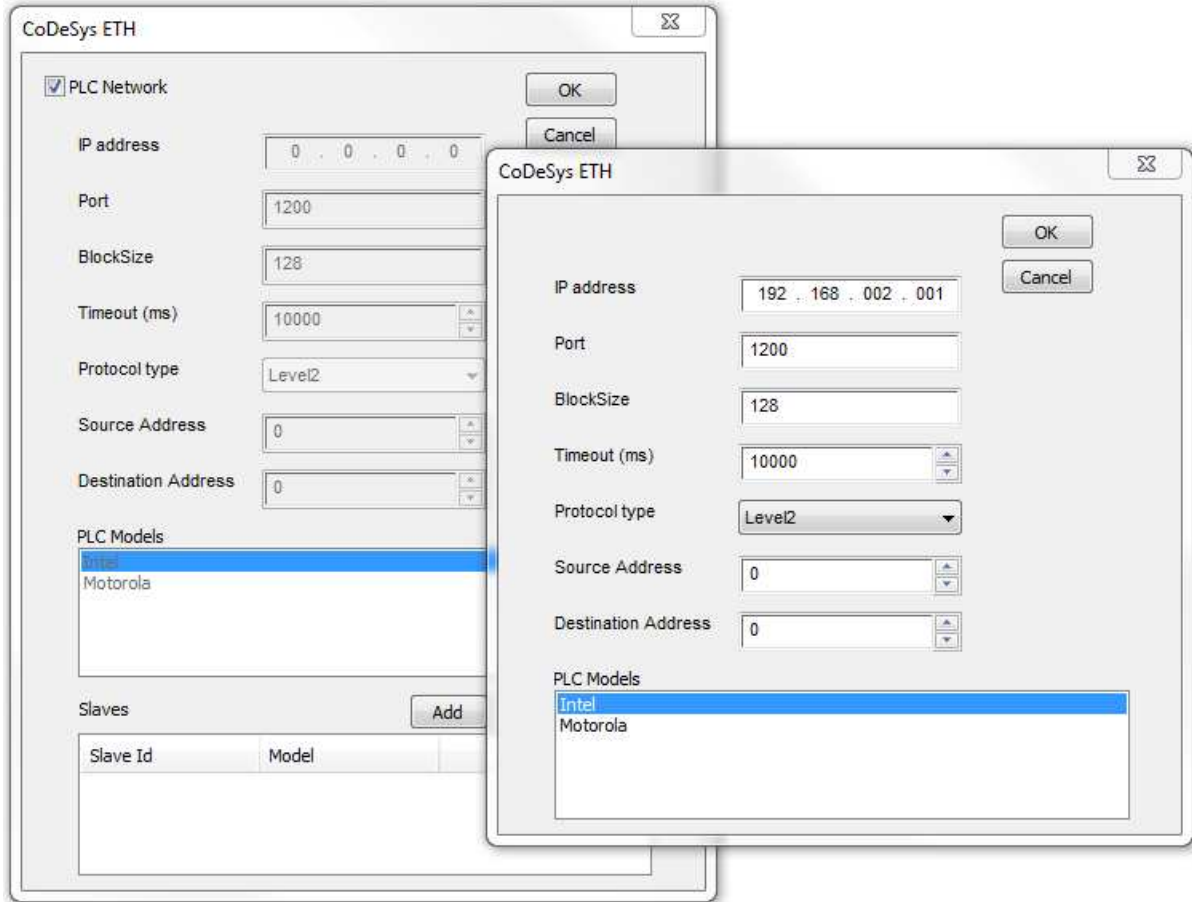 CoDeSys ETH
PLC Network
OK
Cancel
IP address
0 . 0 . 0 . 0
Port
1200
BlockSize
128
Timeout (ms)
10000
Protocol type
Level2
Source Address
0
Destination Address
0
PLC Models
Intel
Motorola
Slaves
Add
Slave Id
Model
CoDeSys ETH
OK
Cancel
IP address
192 . 168 . 002 . 001
Port
1200
BlockSize
128
Timeout (ms)
10000
Protocol type
Level2
Source Address
0
Destination Address
0
PLC Models
Intel
Motorola